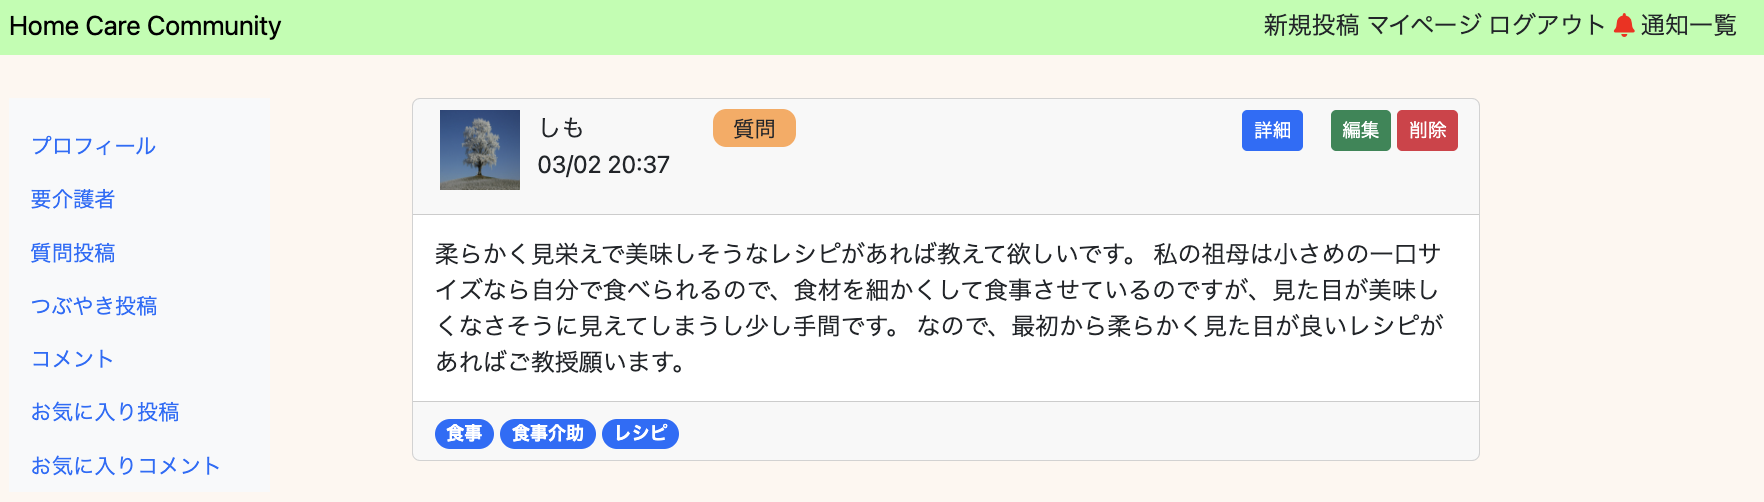 Home Care Community
新規投稿 マイページ ログアウト 通知一覧
プロフィール
要介護者
質問投稿
つぶやき投稿
コメント
お気に入り投稿
お気に入りコメント
しも
質問
03/02 20:37
詳細
編集
削除
柔らかく見栄えで美味しそうなレシピがあれば教えて欲しいです。 私の祖母は小さめの一口サ
イズなら自分で食べられるので、食材を細かくして食事させているのですが、見た目が美味し
くなさそうに見えてしまうし少し手間です。 なので、最初から柔らかく見た目が良いレシピが
あればご教授願います。
食事 食事介助 レシピ